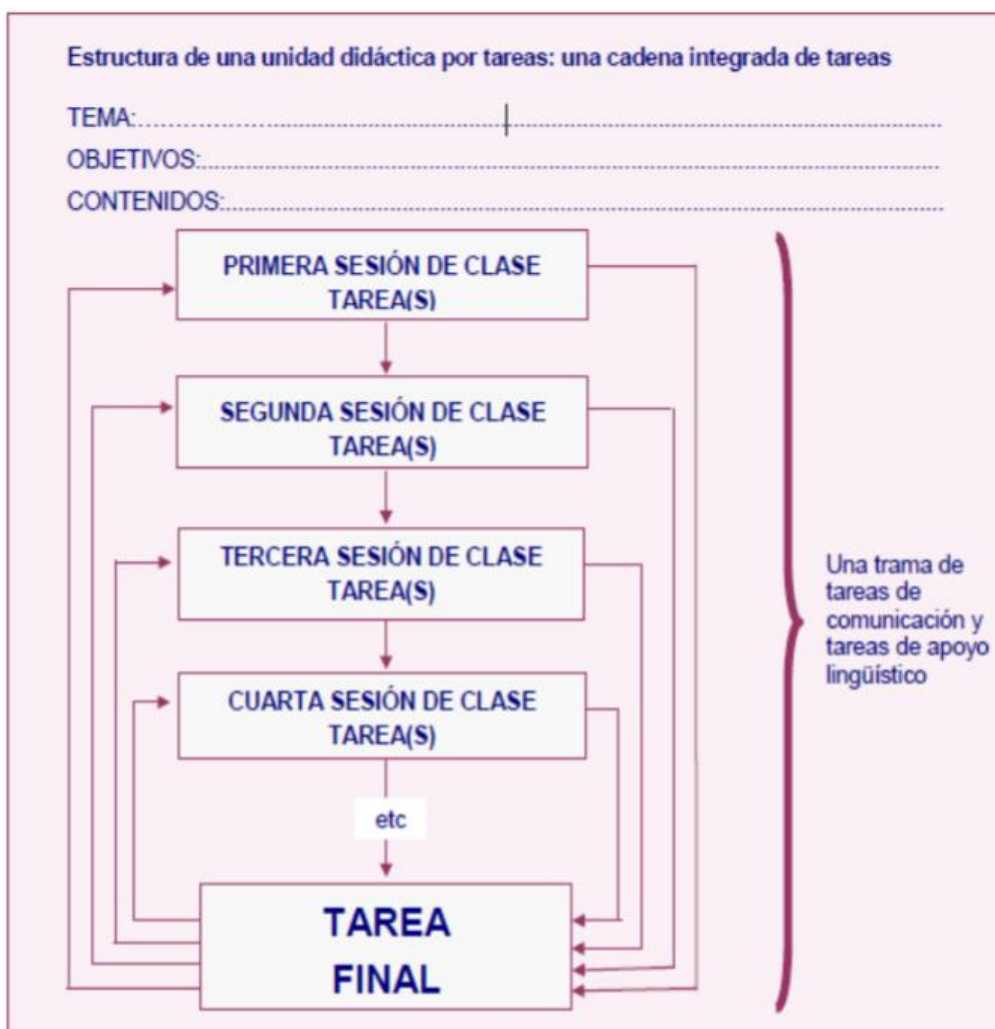 Estructura de una unidad didáctica por tareas: una cadena integrada de tareas
TEMA:
OBJETIVOS:
CONTENIDOS:
PRIMERA SESIÓN DE CLASE
TAREA(S)
SEGUNDA SESIÓN DE CLASE
TAREA(S)
TERCERA SESIÓN DE CLASE
TAREA(S)
CUARTA SESIÓN DE CLASE
TAREA(S)
etc
TAREA
FINAL
Una trama de
tareas de
comunicación y
tareas de apoyo
lingüístico